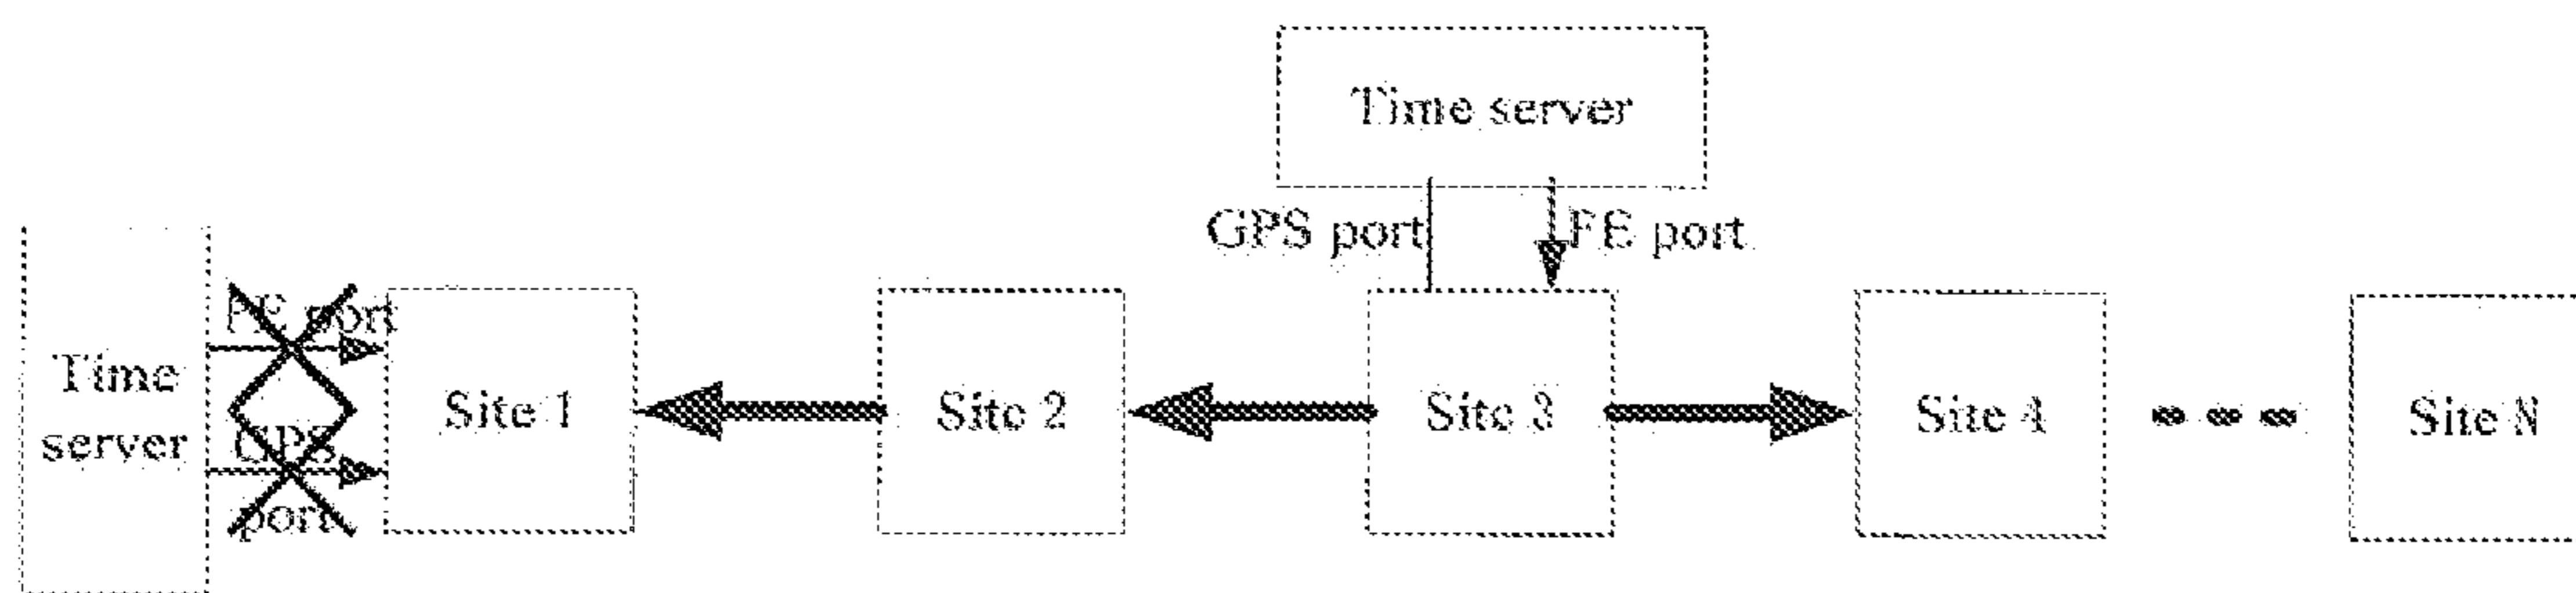 Time server
GPS port
FE port
FE port
Time
server
GPS
port
Site 1
Site 2
Site 3
Site 4
Site N